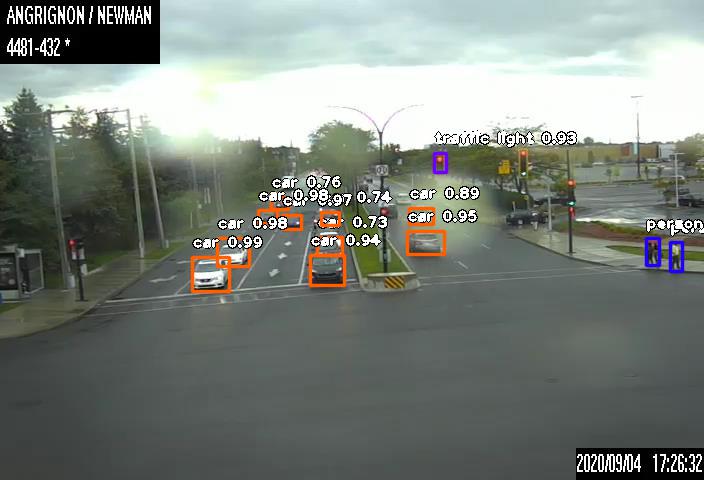 ANGRIGNON / NEWMAN
4481-432 *
traffic light 0.93
car 0.76
car 0.98
0.97
0.74
car 0.89
car 0.98
0.73
car 0.95
person
car 0.99
car 0.94
2020/09/04 17:26:32